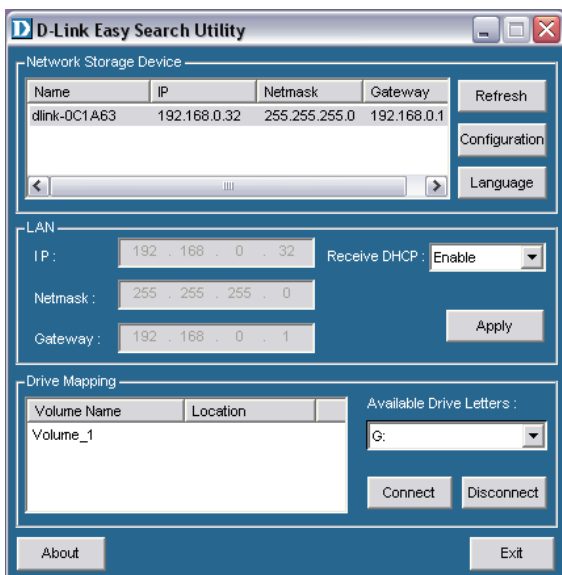 D D-Link Easy Search Utility
Network Storage Device
Name IP Netmask Gateway
dlink-0C1A63 192.168.0.32 255.255.255.0 192.168.0.1
Refresh
Configuration
Language
LAN
IP : 192 . 168 . 0 . 32 Receive DHCP : Enable
Netmask : 255 . 255 . 255 . 0
Gateway : 192 . 168 . 0 . 1
Apply
Drive Mapping
Volume Name Location
Volume_1
Available Drive Letters :
G:
Connect Disconnect
About Exit